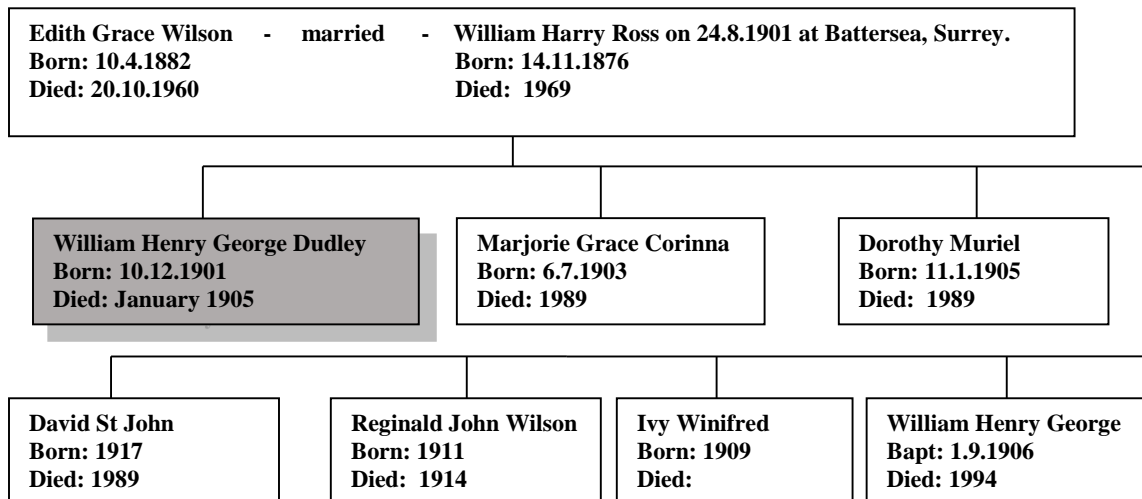 Edith Grace Wilson - married - William Harry Ross on 24.8.1901 at Battersea, Surrey.
Born: 10.4.1882 Born: 14.11.1876
Died: 20.10.1960 Died: 1969
William Henry George Dudley
Born: 10.12.1901
Died: January 1905
Marjorie Grace Corinna
Born: 6.7.1903
Died: 1989
Dorothy Muriel
Born: 11.1.1905
Died: 1989
David St John
Born: 1917
Died: 1989
Reginald John Wilson
Born: 1911
Died: 1914
Ivy Winifred
Born: 1909
Died:
William Henry George
Bapt: 1.9.1906
Died: 1994